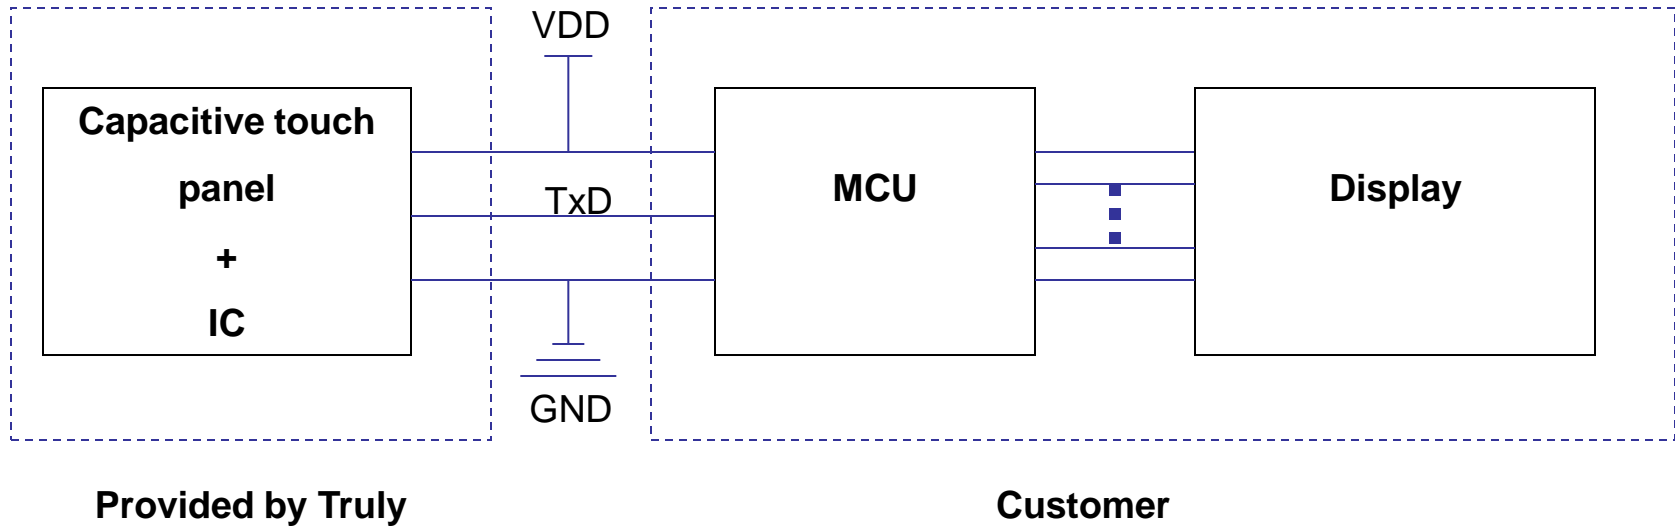 VDD
Capacitive touch
panel
+
IC
TxD
GND
MCU
Display
Provided by Truly
Customer